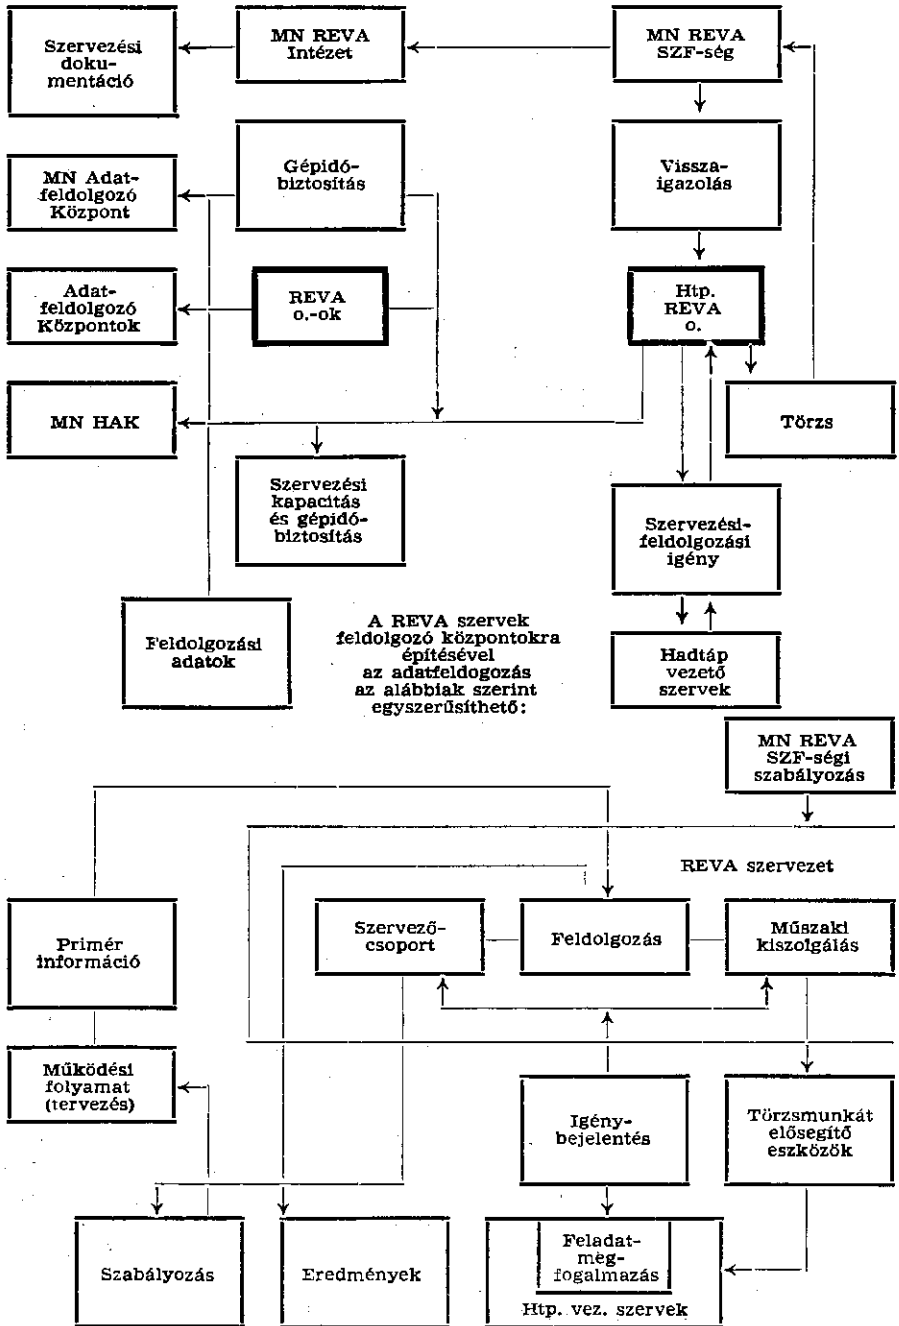 Szervezési
doku-
mentáció
MN REVA
Intézet
MN REVA
SZF-ség
MN Adat-
feldolgozó
Központ
Gépidő-
biztosítás
Vissza-
igazolás
Adat-
feldolgozó
Központok
REVA
o.-ok
Htp.
REVA
o.
MN HAK
Törzs
Szervezési
kapacitás
és gépidő-
biztosítás
Szervezési-
feldolgozási
igény
Feldolgozási
adatok
A REVA szervek
feldolgozó központokra
építésével
az adatfeldogozás
az alábbiak szerint
egyszerűsíthető:
Hadtáp
vezető
szervek
MN REVA
SZF-ségi
szabályozás
REVA szervezet
Primér
információ
Szervező-
csoport
Feldolgozás
Műszaki
kiszolgálás
Működési
folyamat
(tervezés)
Igény-
bejelentés
Törzsmunkát
elősegítő
eszközök
Szabályozás
Eredmények
Feladat-
meg-
fogalmazás
Htp. vez. szervek